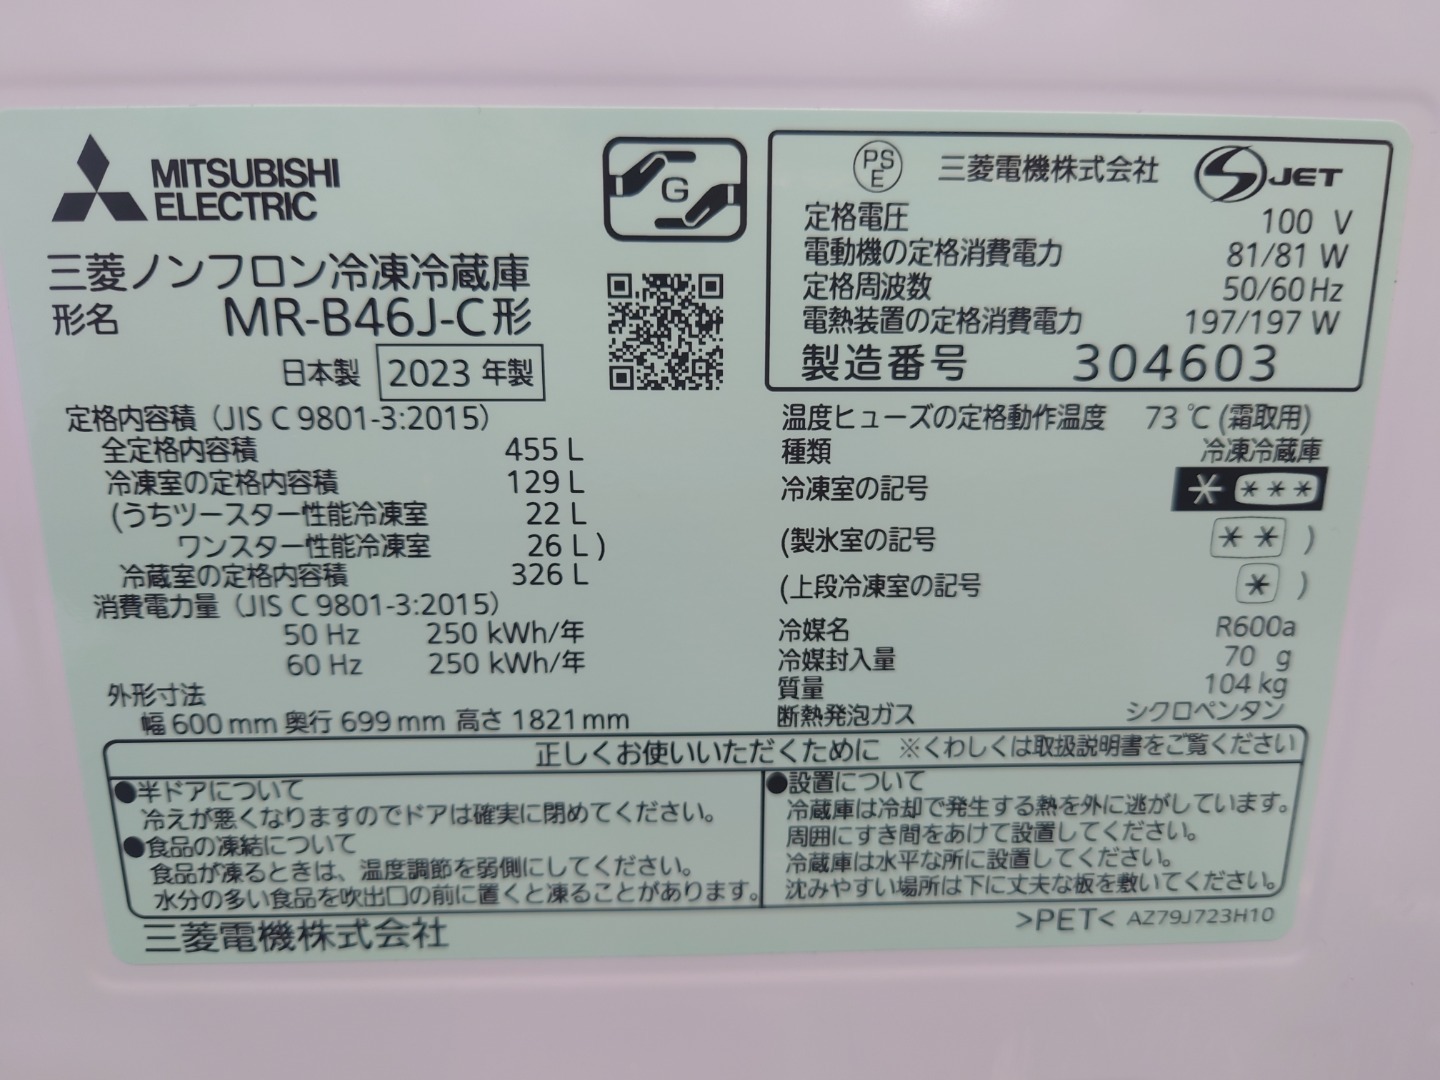 MITSUBISHI
ELECTRIC
三菱ノンフロン冷凍冷蔵庫
形名 MR-B46J-C形
日本製 2023 年製
G
定格内容積（JIS C 9801-3:2015）
全定格内容積 455 L
冷凍室の定格内容積 129 L
(うちツースター性能冷凍室 22 L
ワンスター性能冷凍室 26 L )
冷蔵室の定格内容積 326 L
消費電力量（JIS C 9801-3:2015）
50 Hz 250 kWh/年
60 Hz 250 kWh/年
外形寸法
幅 600 mm 奥行 699 mm 高さ 1821 mm
PS
E 三菱電機株式会社 S JET
定格電圧 100 V
電動機の定格消費電力 81/81 W
定格周波数 50/60 Hz
電熱装置の定格消費電力 197/197 W
製造番号 304603
温度ヒューズの定格動作温度 73 ℃ (霜取用)
種類 冷凍冷蔵庫
冷凍室の記号 * ***
(製氷室の記号 ** )
(上段冷凍室の記号 * )
冷媒名 R600a
冷媒封入量 70 g
質量 104 kg
断熱発泡ガス シクロペンタン
正しくお使いいただくために ※くわしくは取扱説明書をご覧ください
●半ドアについて
冷えが悪くなりますのでドアは確実に閉めてください。
●食品の凍結について
食品が凍るときは、温度調節を弱側にしてください。
水分の多い食品を吹出口の前に置くと凍ることがあります。
●設置について
冷蔵庫は冷却で発生する熱を外に逃がしています。
周囲にすき間をあけて設置してください。
冷蔵庫は水平な所に設置してください。
沈みやすい場所は下に丈夫な板を敷いてください。
三菱電機株式会社
>PET< AZ79J723H10